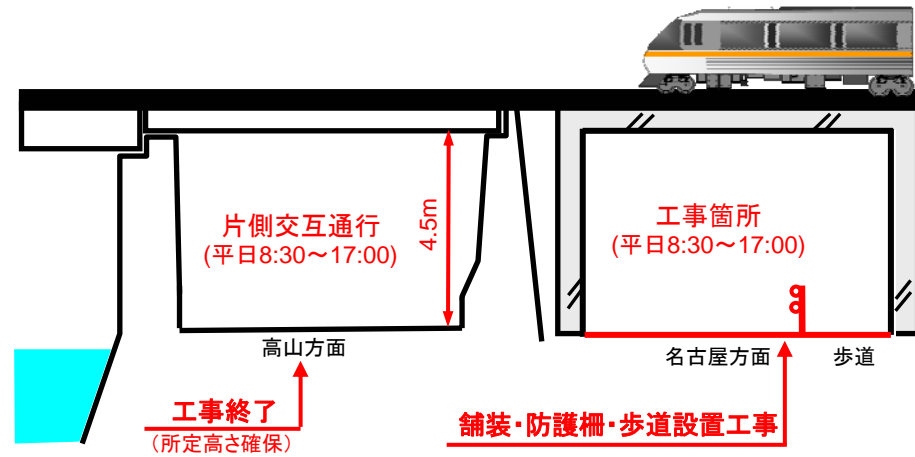 片側交互通行
(平日8:30～17:00)
4.5m
工事箇所
(平日8:30～17:00)
高山方面
名古屋方面
歩道
工事終了
（所定高さ確保）
舗装・防護柵・歩道設置工事